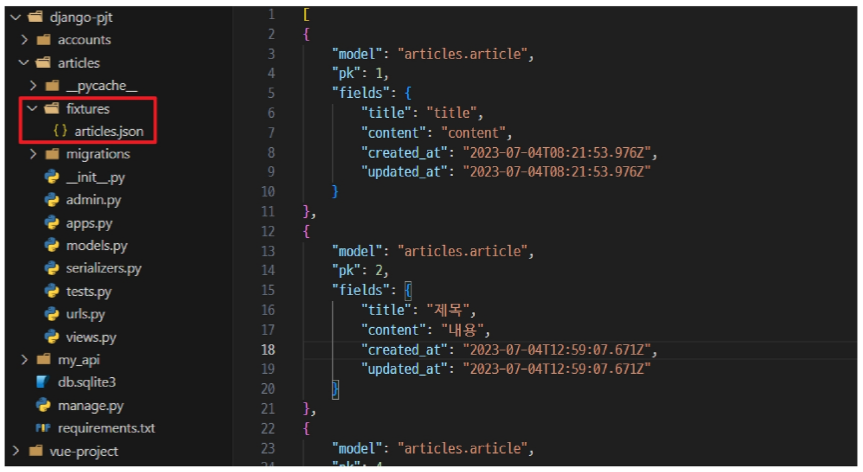 django-pjt
accounts
articles
__pycache__
fixtures
{} articles.json
migrations
__init__.py
admin.py
apps.py
models.py
serializers.py
tests.py
urls.py
views.py
my_api
db.sqlite3
manage.py
requirements.txt
vue-project
1 [
2 {
3 "model": "articles.article",
4 "pk": 1,
5 "fields": {
6 "title": "title",
7 "content": "content",
8 "created_at": "2023-07-04T08:21:53.976Z",
9 "updated_at": "2023-07-04T08:21:53.976Z"
10 }
11 },
12 {
13 "model": "articles.article",
14 "pk": 2,
15 "fields": {
16 "title": "제목",
17 "content": "내용",
18 "created_at": "2023-07-04T12:59:07.671Z",
19 "updated_at": "2023-07-04T12:59:07.671Z"
20 }
21 },
22 {
23 "model": "articles.article",